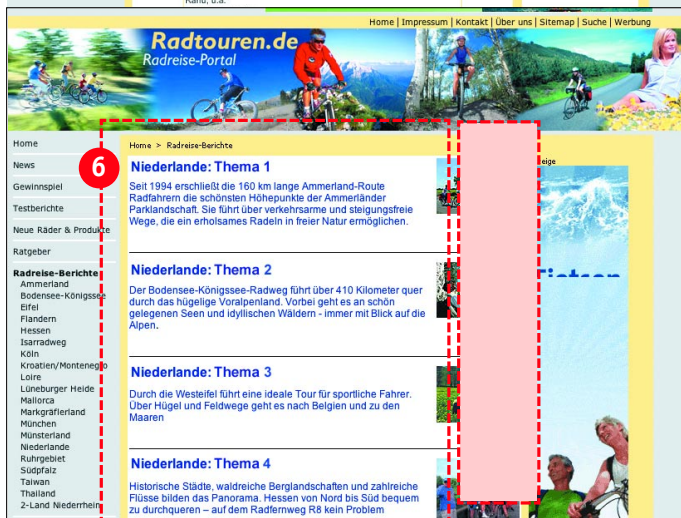 Rand, u.a.
Home | Impressum | Kontakt | Über uns | Sitemap | Suche | Werbung
Radtouren.de
Radreise-Portal
Home
News
Gewinnspiel
Testberichte
Neue Räder & Produkte
Ratgeber
Radreise-Berichte
Ammerland
Bodensee-Königssee
Eifel
Flandern
Hessen
Isarradweg
Köln
Kroatien/Montenegro
Loire
Lüneburger Heide
Mallorca
Markgräflerland
München
Münsterland
Niederlande
Ruhrgebiet
Südpfalz
Taiwan
Thailand
2-Land Niederrhein
6
Home > Radreise-Berichte
Niederlande: Thema 1
Seit 1994 erschließt die 160 km lange Ammerland-Route
Radfahrern die schönsten Höhepunkte der Ammerländer
Parklandschaft. Sie führt über verkehrsarme und steigungsfreie
Wege, die ein erholsames Radeln in freier Natur ermöglichen.
Niederlande: Thema 2
Der Bodensee-Königssee-Radweg führt über 410 Kilometer quer
durch das hügelige Voralpenland. Vorbei geht es an schön
gelegenen Seen und idyllischen Wäldern - immer mit Blick auf die
Alpen.
Niederlande: Thema 3
Durch die Westeifel führt eine ideale Tour für sportliche Fahrer.
Über Hügel und Feldwege geht es nach Belgien und zu den
Maaren
Niederlande: Thema 4
Historische Städte, waldreiche Berglandschaften und zahlreiche
Flüsse bilden das Panorama. Hessen von Nord bis Süd bequem
zu durchqueren – auf dem Radfernweg R8 kein Problem
eige